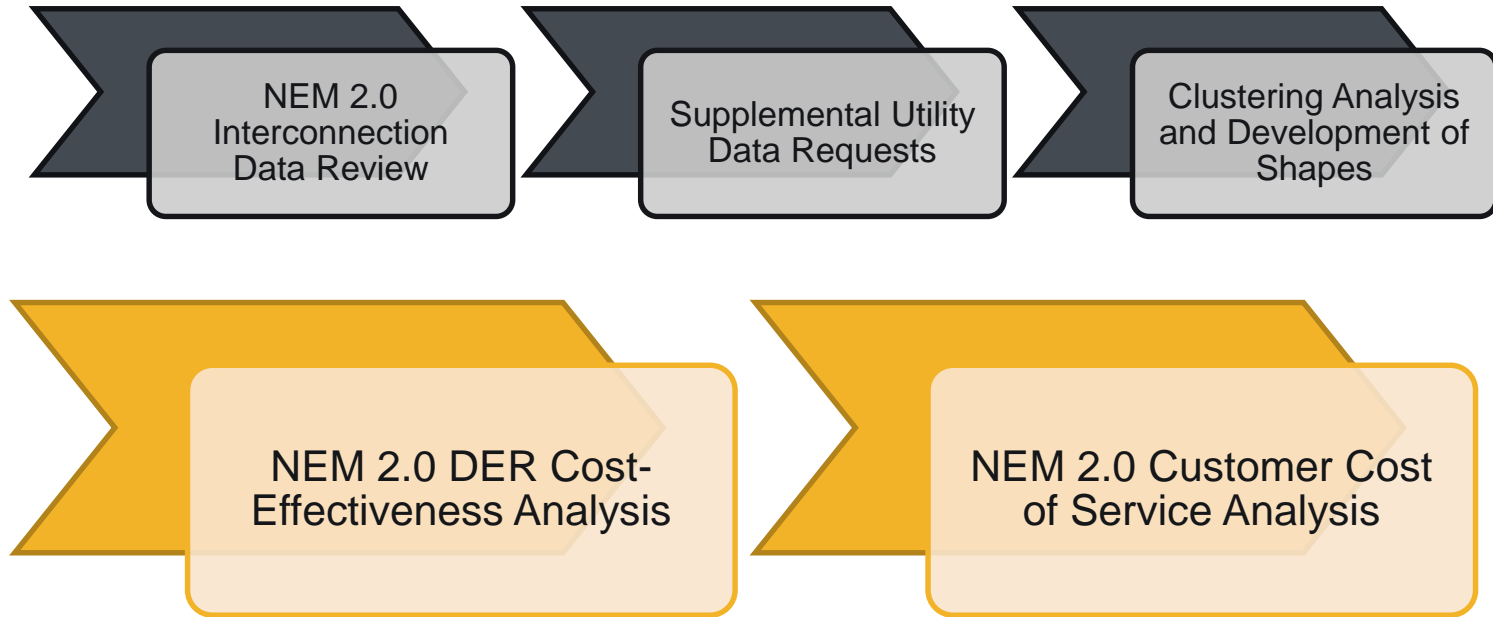 NEM 2.0
Interconnection
Data Review
Supplemental Utility
Data Requests
Clustering Analysis
and Development of
Shapes
NEM 2.0 DER Cost-
Effectiveness Analysis
NEM 2.0 Customer Cost
of Service Analysis